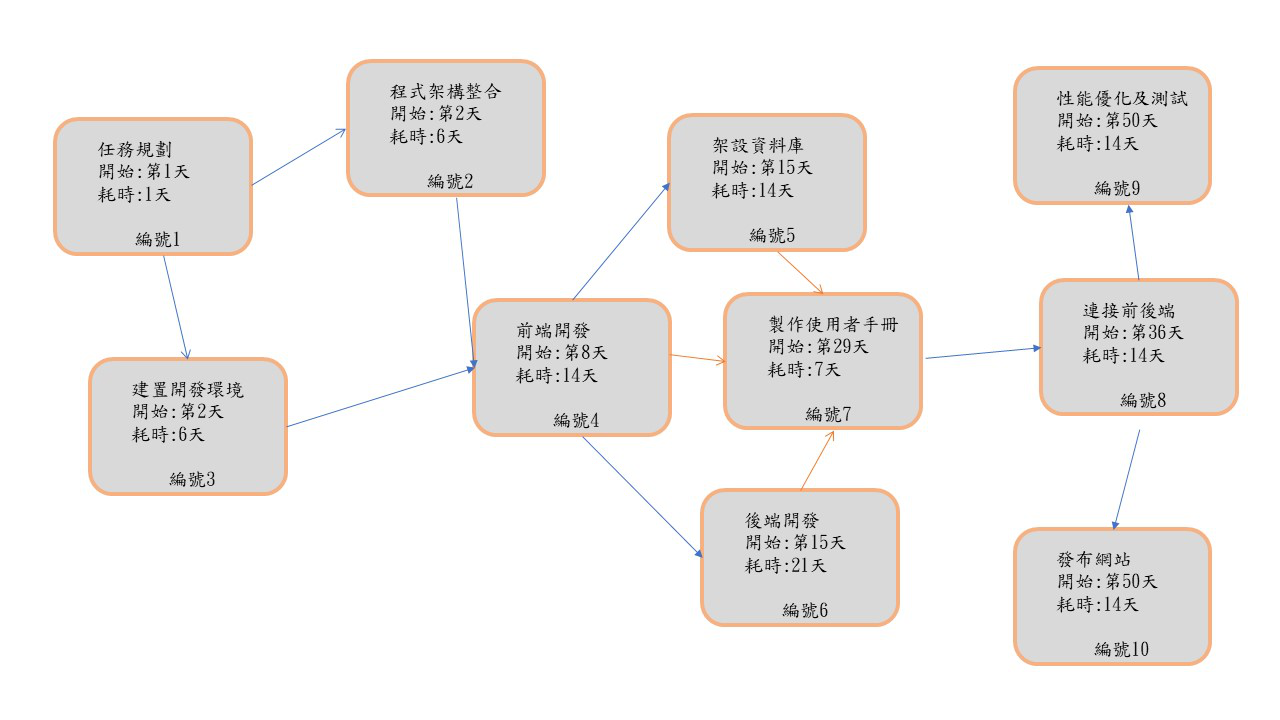 任務規劃
開始:第1天
耗時:1天
編號1
程式架構整合
開始:第2天
耗時:6天
編號2
建置開發環境
開始:第2天
耗時:6天
編號3
前端開發
開始:第8天
耗時:14天
編號4
架設資料庫
開始:第15天
耗時:14天
編號5
後端開發
開始:第15天
耗時:21天
編號6
製作使用者手冊
開始:第29天
耗時:7天
編號7
連接前後端
開始:第36天
耗時:14天
編號8
性能優化及測試
開始:第50天
耗時:14天
編號9
發布網站
開始:第50天
耗時:14天
編號10